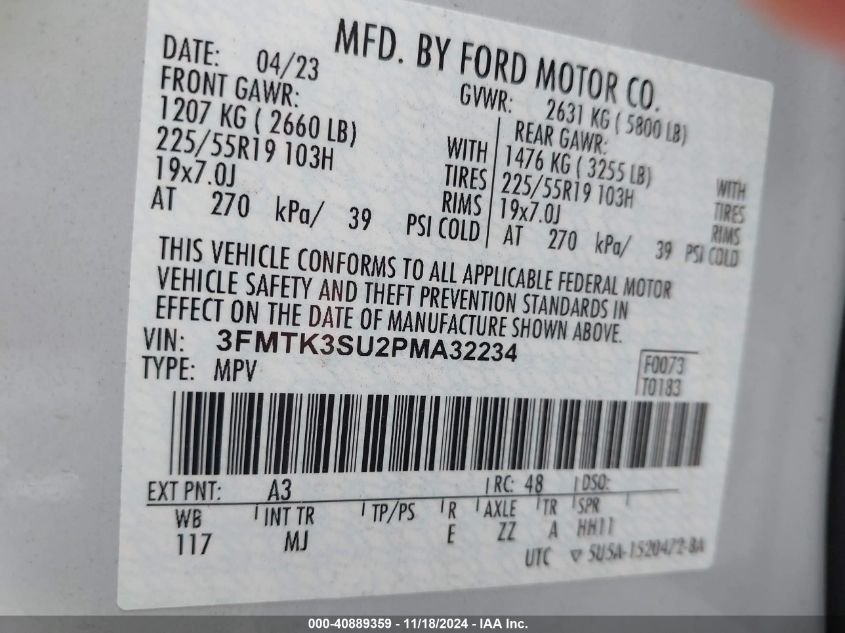 MFD. BY FORD MOTOR CO.
DATE: 04/23 GVWR: 2631 KG ( 5800 LB)
FRONT GAWR: REAR GAWR:
1207 KG ( 2660 LB) WITH 1476 KG ( 3255 LB) WITH
225/55R19 103H TIRES 225/55R19 103H TIRES
19x7.0J RIMS 19x7.0J RIMS
AT 270 kPa/ 39 PSI COLD AT 270 kPa/ 39 PSI COLD
THIS VEHICLE CONFORMS TO ALL APPLICABLE FEDERAL MOTOR
VEHICLE SAFETY AND THEFT PREVENTION STANDARDS IN
EFFECT ON THE DATE OF MANUFACTURE SHOWN ABOVE.
VIN: 3FMTK3SU2PMA32234
TYPE: MPV
F0073
T0183
EXT PNT: A3 RC: 48 DSO:
WB INT TR TP/PS R AXLE TR SPR
117 MJ E ZZ A HH11
UTC ▽ 5U5A-1520472-BA
000-40889359 - 11/18/2024 - IAA Inc.